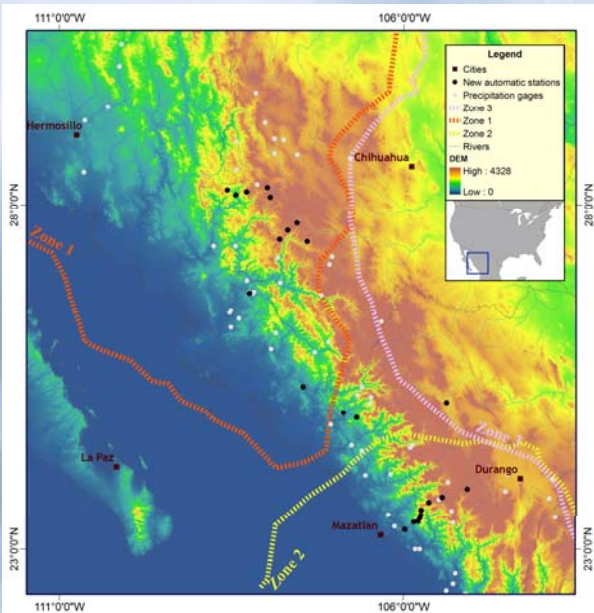 111°0'0"W
106°0'0"W
Legend
Cities
New automatic stations
Precipitation gages
Zone 3
Zone 1
Zone 2
Rivers
DEM
High : 4328
Low : 0
Hermosillo
Chihuahua
28°0'0"N
28°0'0"N
Zone 1
Zone 3
La Paz
Durango
Mazatlan
Zone 2
23°0'0"N
23°0'0"N
111°0'0"W
106°0'0"W